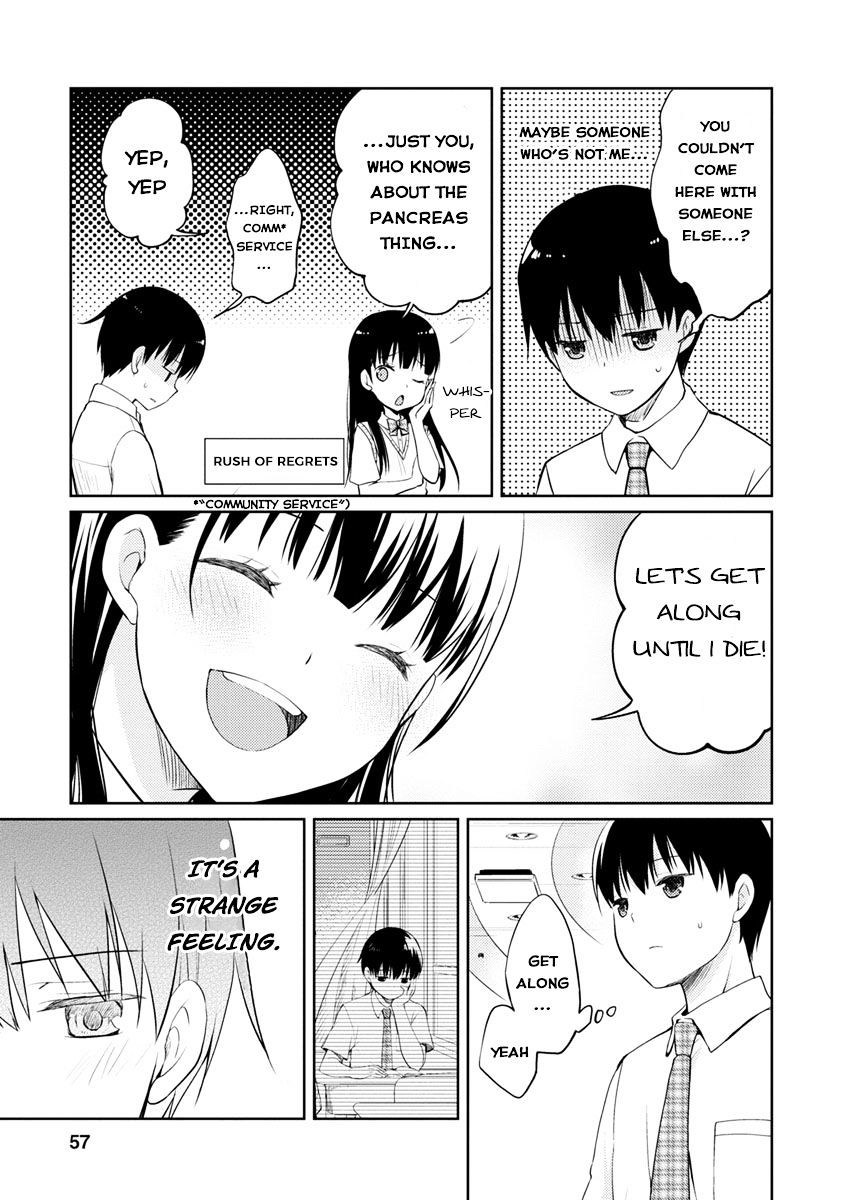 YOU
COULDN'T
COME
HERE WITH
SOMEONE
ELSE...?
MAYBE SOMEONE
WHO'S NOT ME...
...JUST YOU,
WHO KNOWS
ABOUT THE
PANCREAS
THING...
WHIS-
PER
...RIGHT,
COMM*
SERVICE
...
YEP,
YEP
RUSH OF REGRETS
*"COMMUNITY SERVICE")
LET'S GET
ALONG
UNTIL I DIE!
GET
ALONG
...
YEAH
IT'S A
STRANGE
FEELING.
57